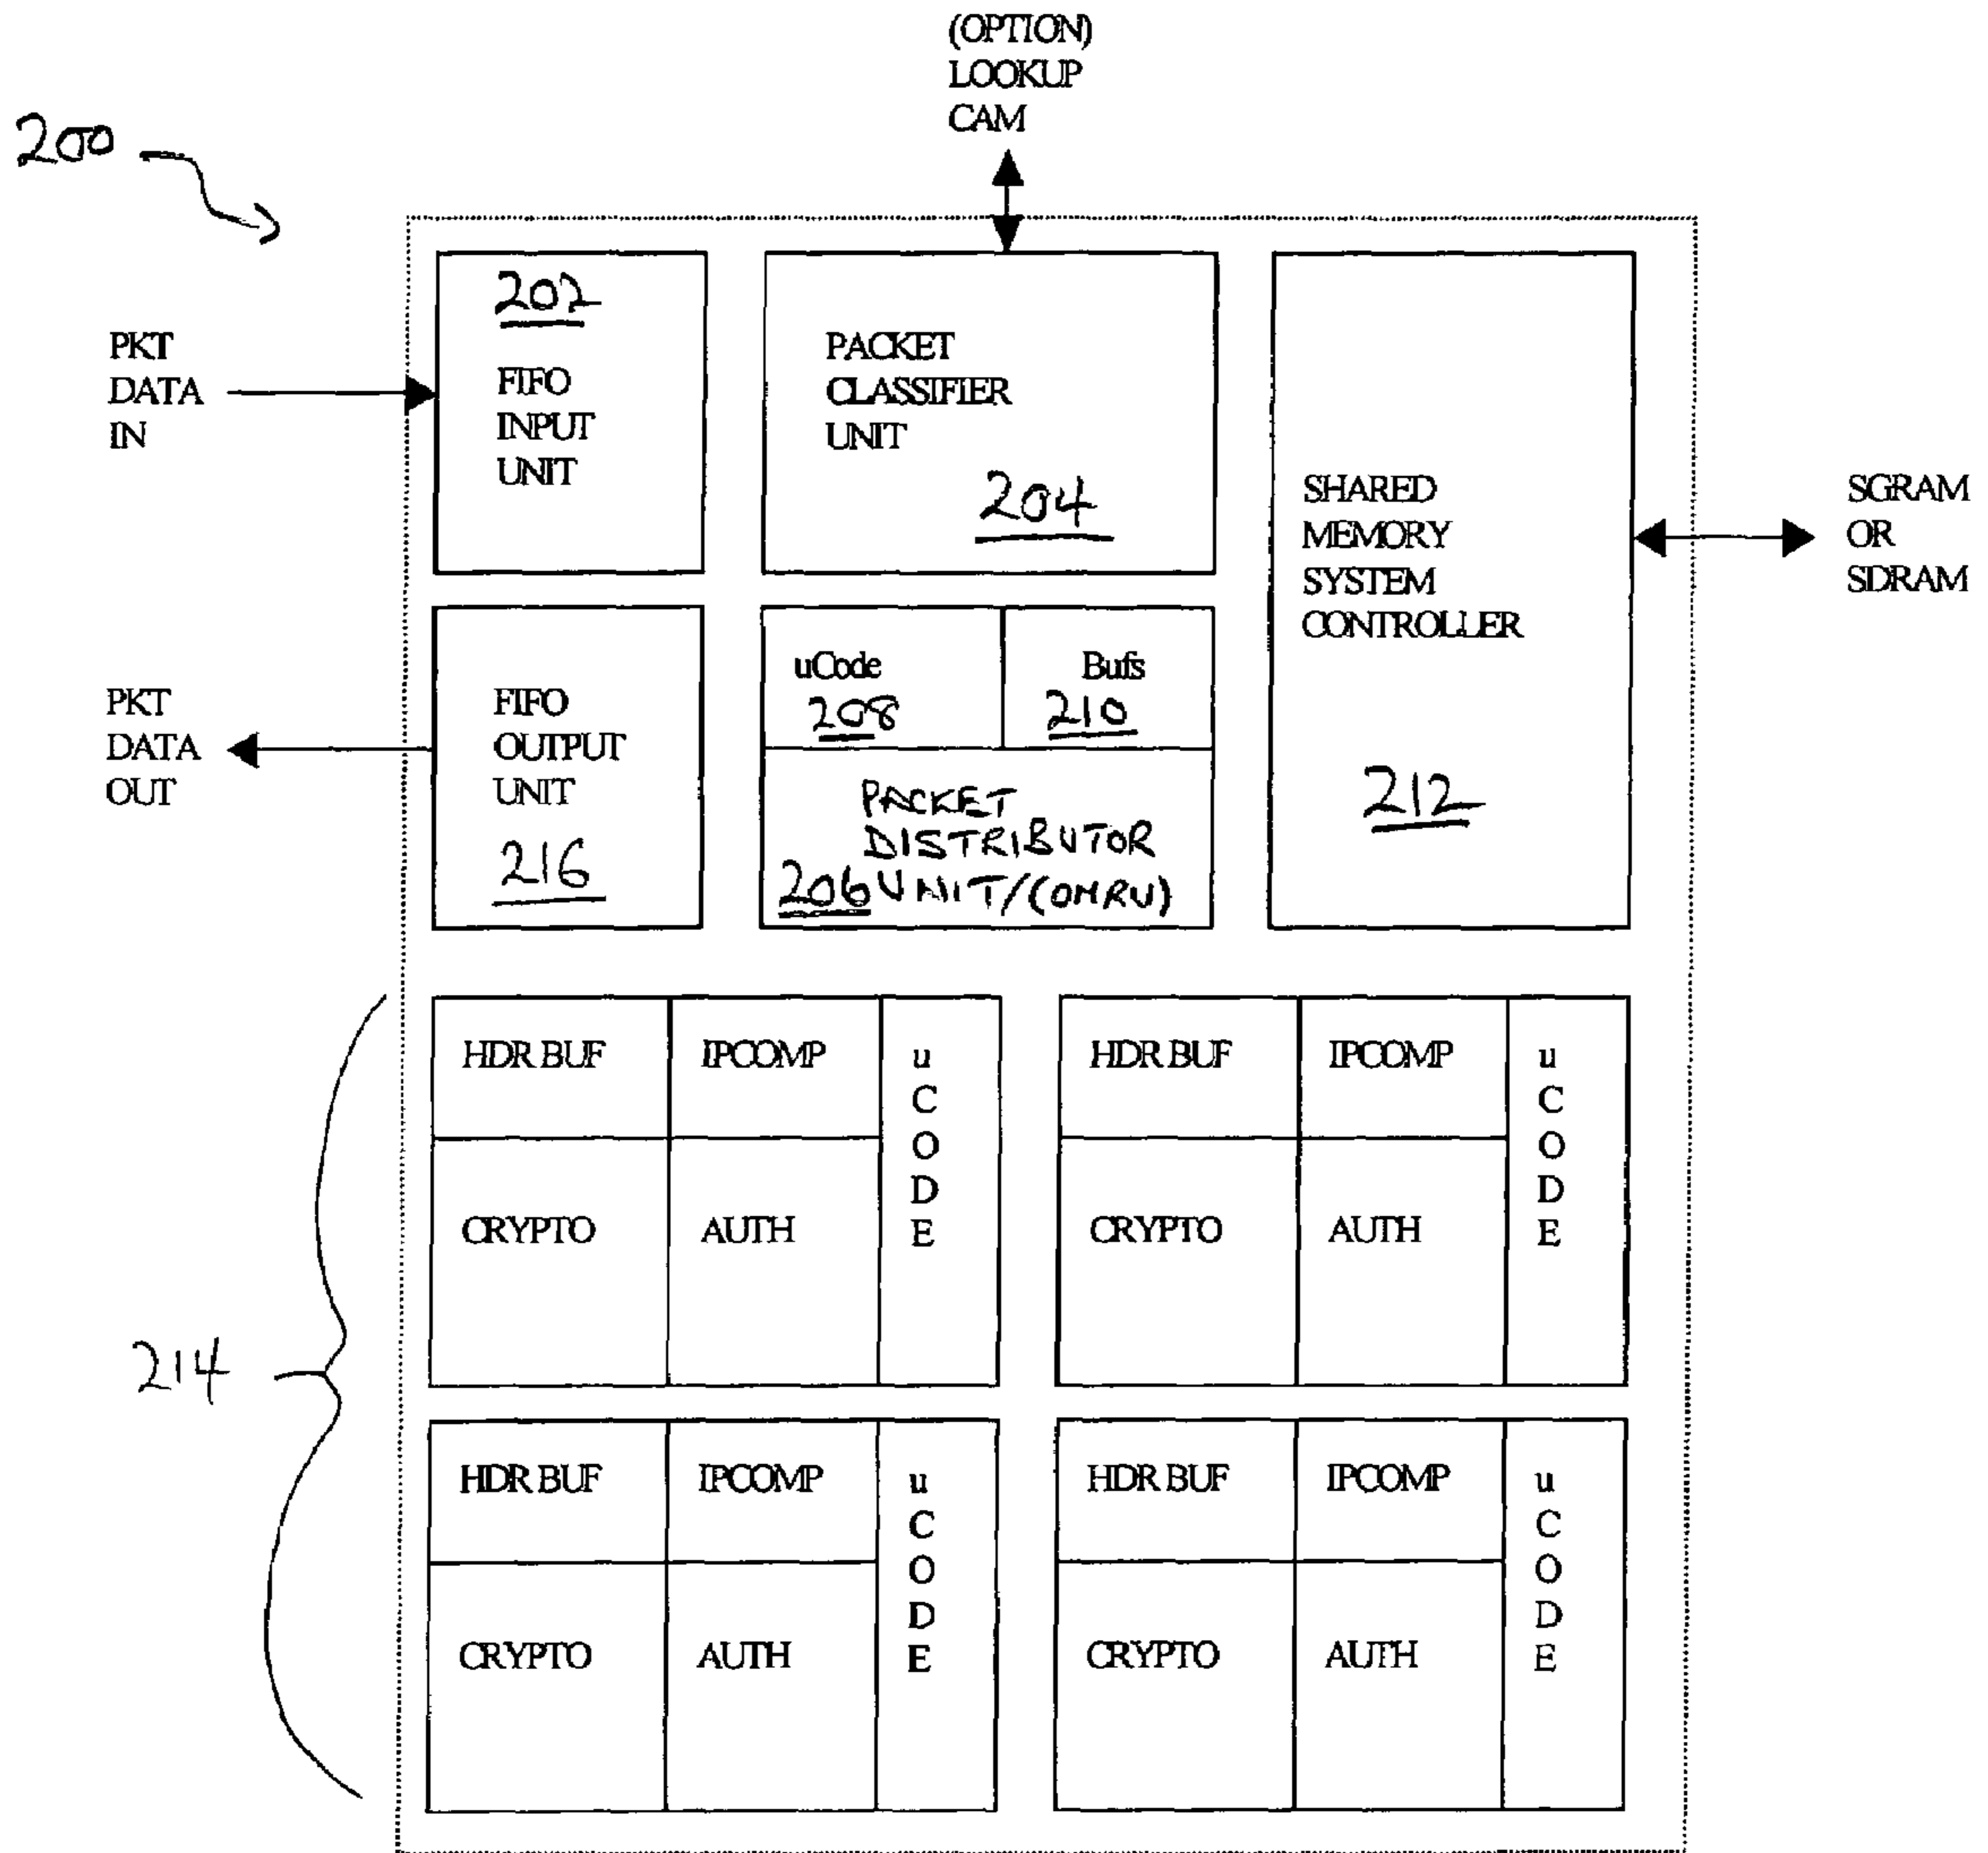 (OPTION)
LOOKUP
CAM
200
PKT
DATA
IN
202
FIFO
INPUT
UNIT
PACKET
CLASSIFIER
UNIT
204
SHARED
MEMORY
SYSTEM
CONTROLLER
212
SGRAM
OR
SDRAM
PKT
DATA
OUT
FIFO
OUTPUT
UNIT
216
uCode
208
Bufs
210
PACKET
DISTRIBUTOR
206 UNIT/(OHRU)
214
HDR BUF
IPCOMP
u
C
O
D
E
CRYPTO
AUTH
HDR BUF
IPCOMP
u
C
O
D
E
CRYPTO
AUTH
HDR BUF
IPCOMP
u
C
O
D
E
CRYPTO
AUTH
HDR BUF
IPCOMP
u
C
O
D
E
CRYPTO
AUTH